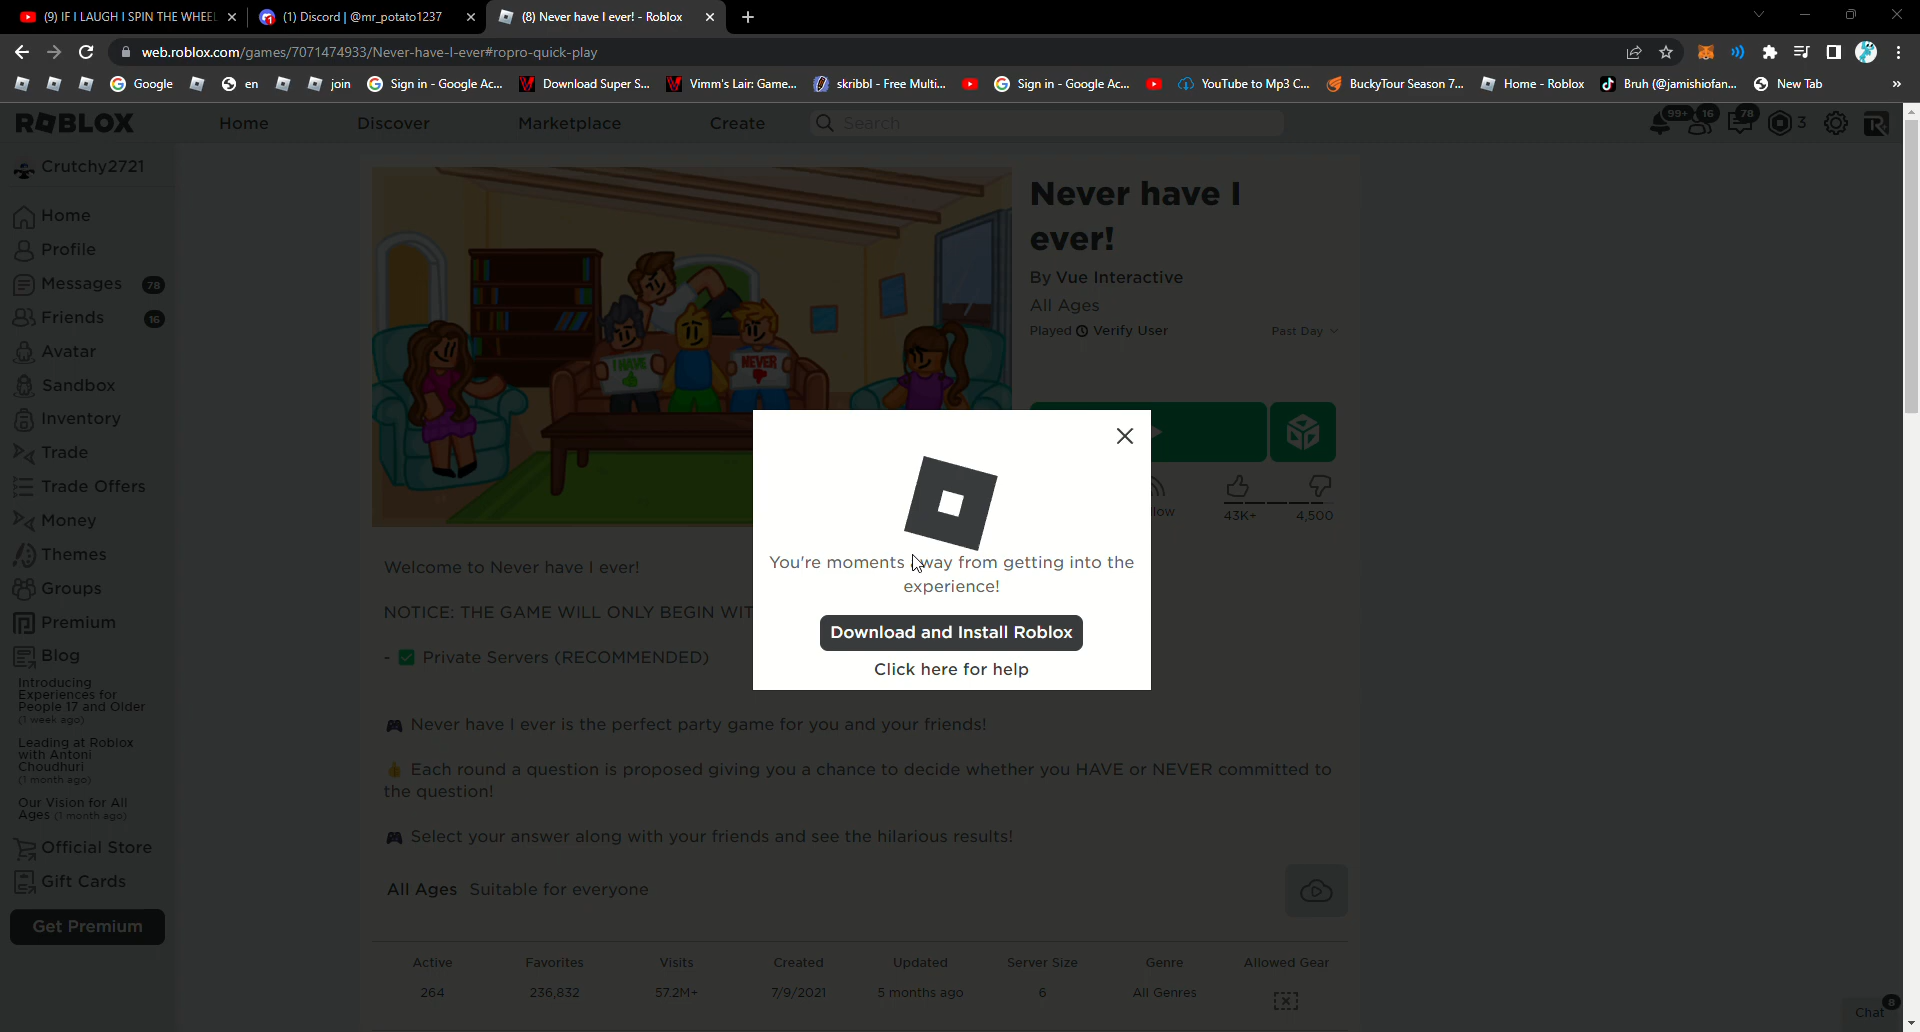 (9) IF I LAUGH I SPIN THE WHEEL
(1) Discord | @mr_potato1237
(8) Never have I ever! - Roblox
web.roblox.com/games/7071474933/Never-have-I-ever#ropro-quick-play
Google
en
join
Sign in - Google Ac...
Download Super S...
Vimm's Lair: Game...
skribbl - Free Multi...
Sign in - Google Ac...
YouTube to Mp3 C...
BuckyTour Season 7...
Home - Roblox
Bruh (@jamishiofan...
New Tab
»
ROBLOX
Home
Discover
Marketplace
Create
Search
99+
16
78
3
Crutchy2721
Home
Profile
Messages 78
Friends 16
Avatar
Sandbox
Inventory
Trade
Trade Offers
Money
Themes
Groups
Premium
Blog
Introducing
Experiences for
People 17 and Older
(1 week ago)
Leading at Roblox
with Antoni
Choudhuri
(1 month ago)
Our Vision for All
Ages (1 month ago)
Official Store
Gift Cards
Get Premium
I HAVE
NEVER
Never have I
ever!
By Vue Interactive
All Ages
Played Verify User
Past Day
43K+
4,500
You're moments away from getting into the
experience!
Download and Install Roblox
Click here for help
Welcome to Never have I ever!
NOTICE: THE GAME WILL ONLY BEGIN
- ✅ Private Servers (RECOMMENDED)
🎮 Never have I ever is the perfect party game for you and your friends!
👍 Each round a question is proposed giving you a chance to decide whether you HAVE or NEVER committed to
the question!
🎮 Select your answer along with your friends and see the hilarious results!
All Ages Suitable for everyone
Active Favorites Visits Created Updated Server Size Genre Allowed Gear
264 236,832 57.2M+ 7/9/2021 5 months ago 6 All Genres
Chat 8